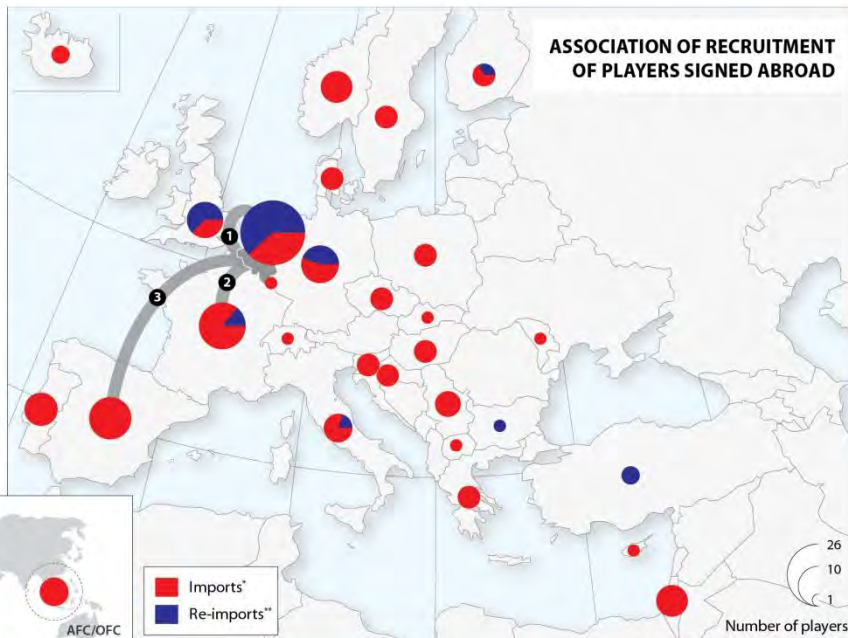 ASSOCIATION OF RECRUITMENT
OF PLAYERS SIGNED ABROAD
1
2
3
AFC/OFC
Imports*
Re-imports**
26
10
1
Number of players